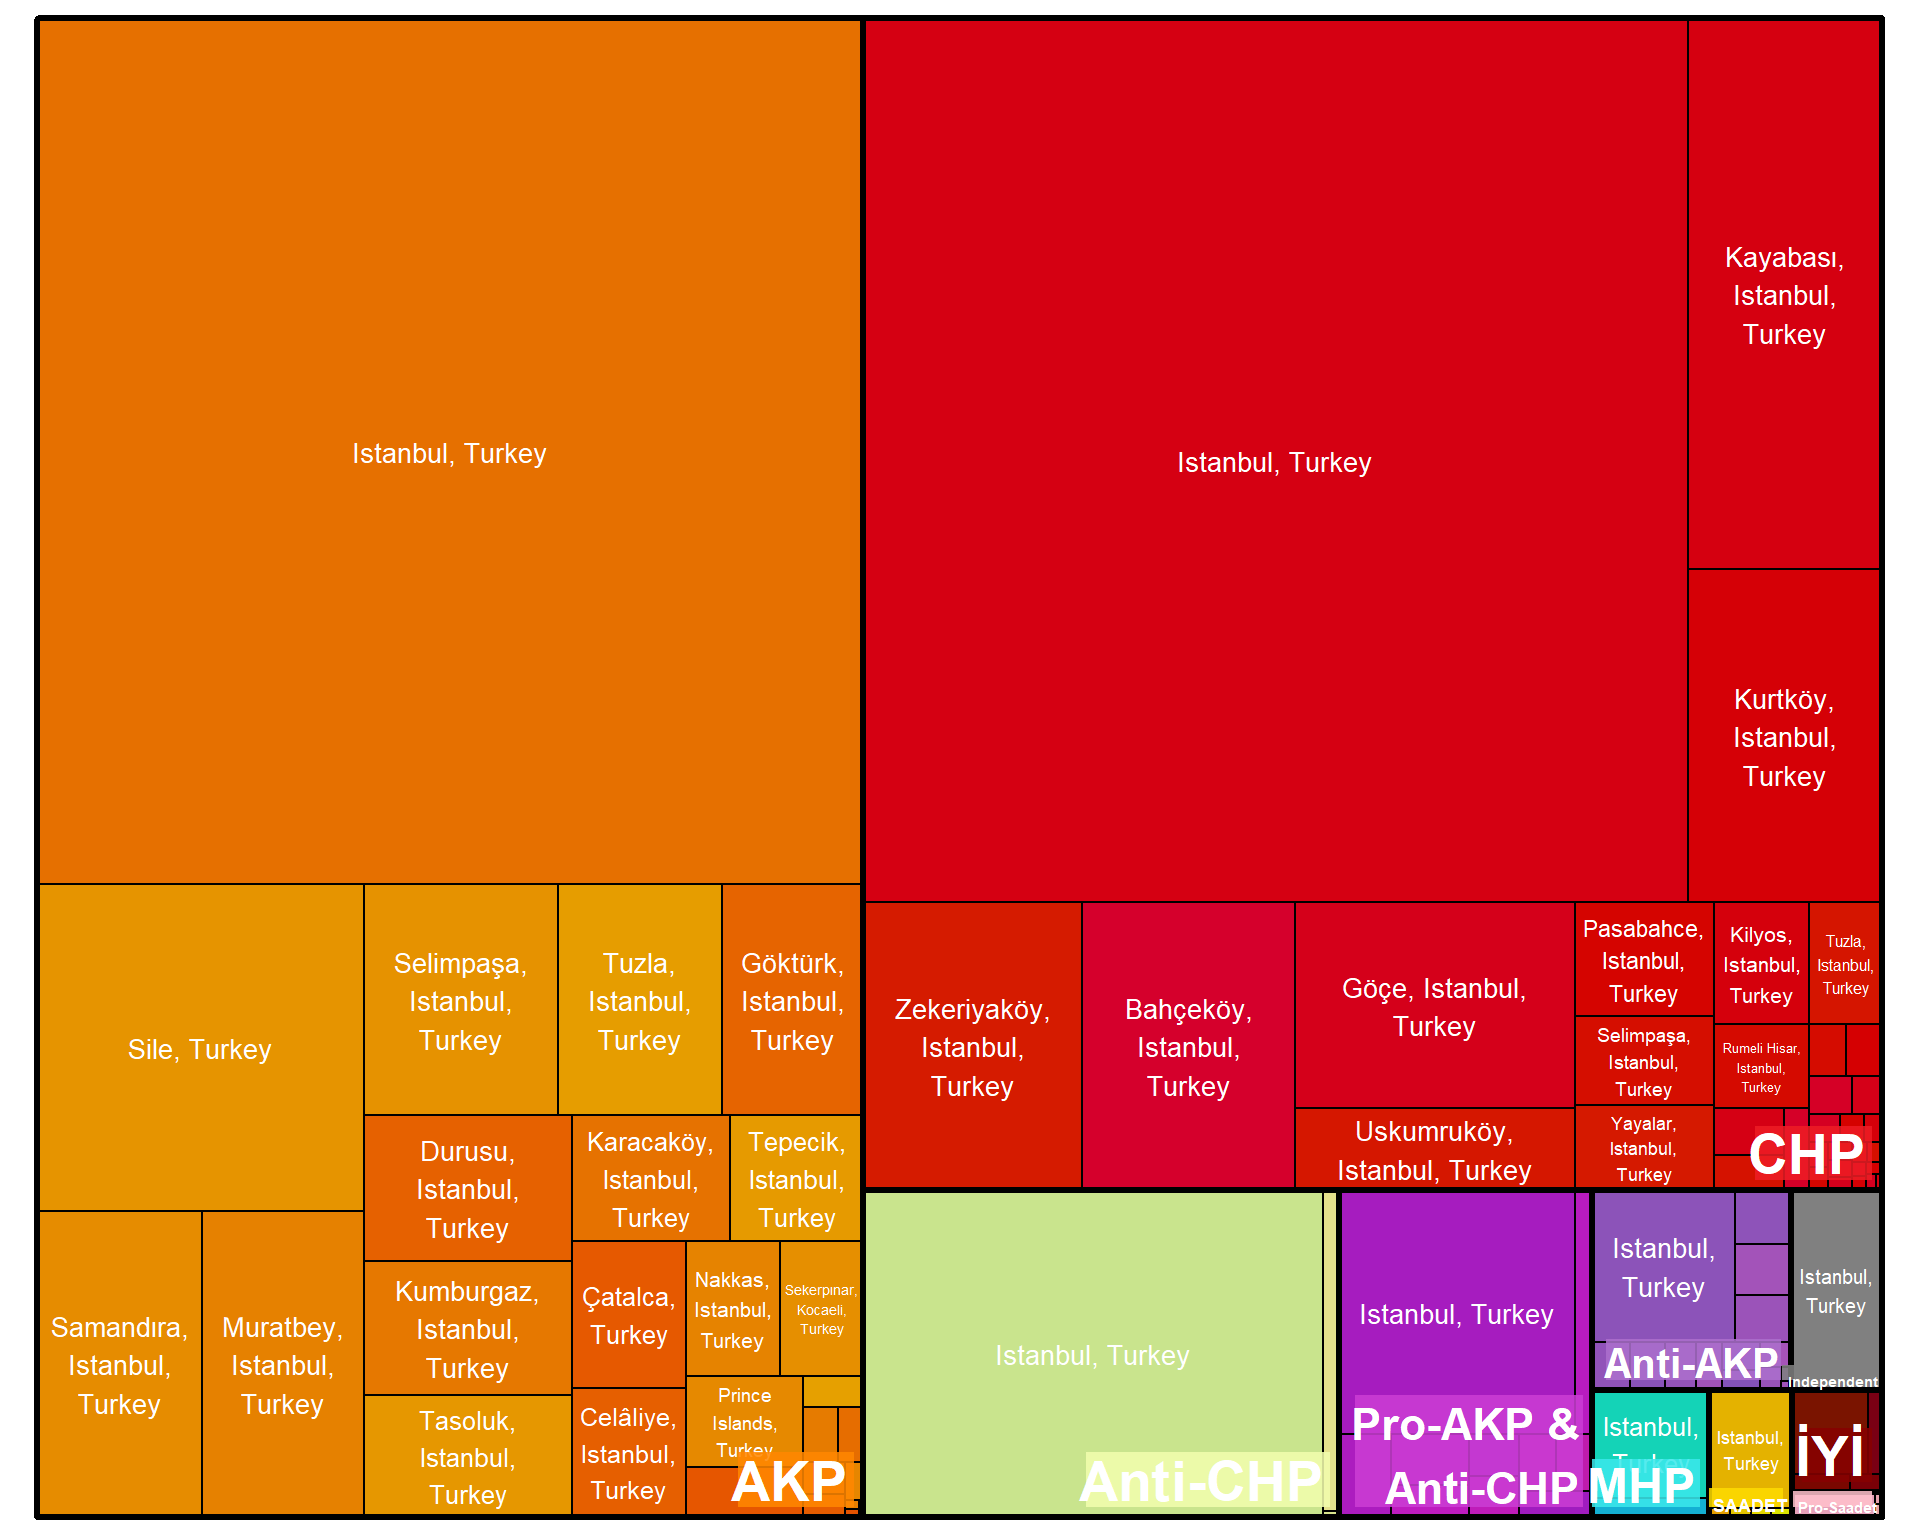 Istanbul, Turkey
Sile, Turkey
Selimpaşa,
Istanbul,
Turkey
Tuzla,
Istanbul,
Turkey
Göktürk,
Istanbul,
Turkey
Samandıra,
Istanbul,
Turkey
Muratbey,
Istanbul,
Turkey
Durusu,
Istanbul,
Turkey
Karacaköy,
Istanbul,
Turkey
Tepecik,
Istanbul,
Turkey
Kumburgaz,
Istanbul,
Turkey
Çatalca,
Turkey
Nakkas,
Istanbul,
Turkey
Sekerpınar,
Kocaeli,
Turkey
Tasoluk,
Istanbul,
Turkey
Celâliye,
Istanbul,
Turkey
Prince
Islands,
Turkey
AKP
Istanbul, Turkey
Kayabası,
Istanbul,
Turkey
Kurtköy,
Istanbul,
Turkey
Zekeriyaköy,
Istanbul,
Turkey
Bahçeköy,
Istanbul,
Turkey
Göçe, Istanbul,
Turkey
Uskumruköy,
Istanbul, Turkey
Pasabahce,
Istanbul,
Turkey
Kilyos,
Istanbul,
Turkey
Tuzla,
Istanbul,
Turkey
Selimpaşa,
Istanbul,
Turkey
Rumeli Hisar,
Istanbul,
Turkey
Yayalar,
Istanbul,
Turkey
CHP
Istanbul, Turkey
Anti-CHP
Istanbul, Turkey
Pro-AKP &
Anti-CHP
Istanbul,
Turkey
Anti-AKP
Istanbul,
Turkey
Independent
Istanbul,
Turkey
MHP
Istanbul,
Turkey
SAADET
İYİ
Pro-Saadet